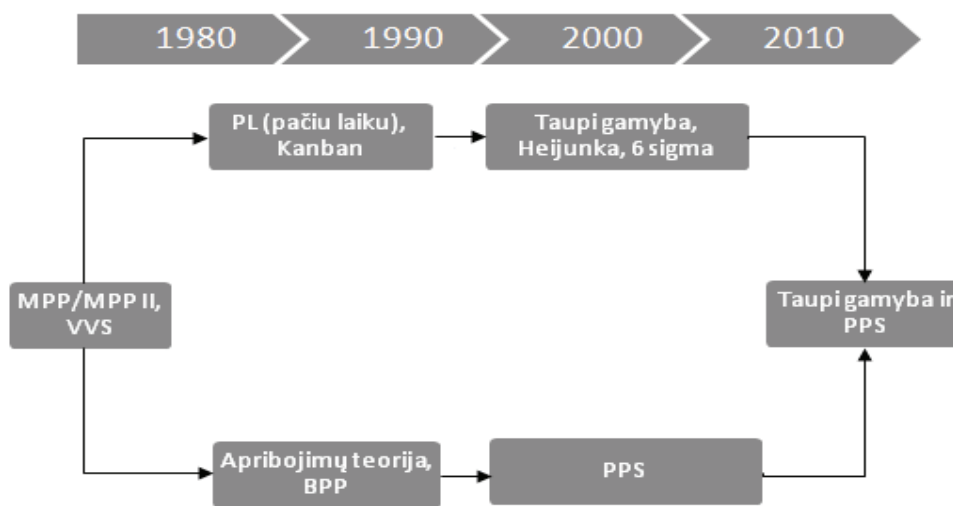 1980 1990 2000 2010
PL (pačiu laiku),
Kanban
Taupi gamyba,
Heijunka, 6 sigma
MPP/MPP II,
VVS
Taupi gamyba ir
PPS
Apribojimų teorija,
BPP
PPS